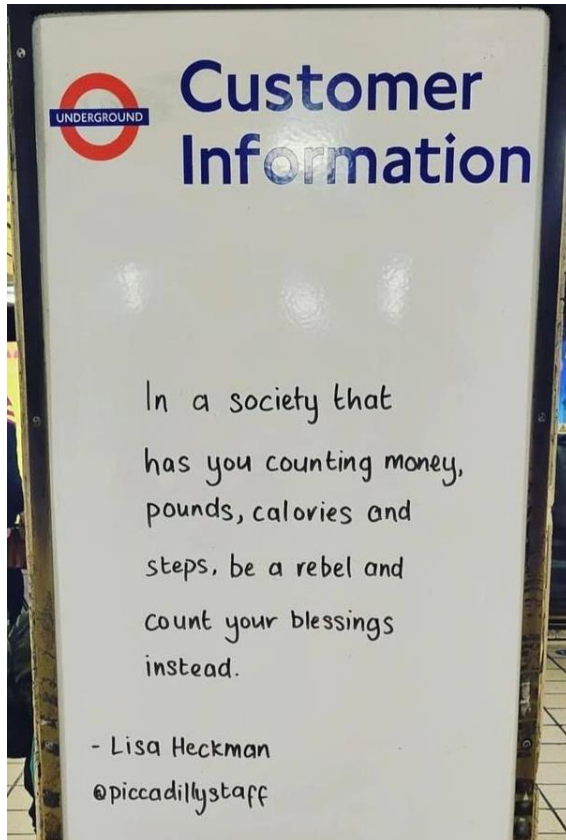 UNDERGROUND
Customer
Information
In a society that
has you counting money,
pounds, calories and
steps, be a rebel and
count your blessings
instead.
- Lisa Heckman
@piccadillystaff